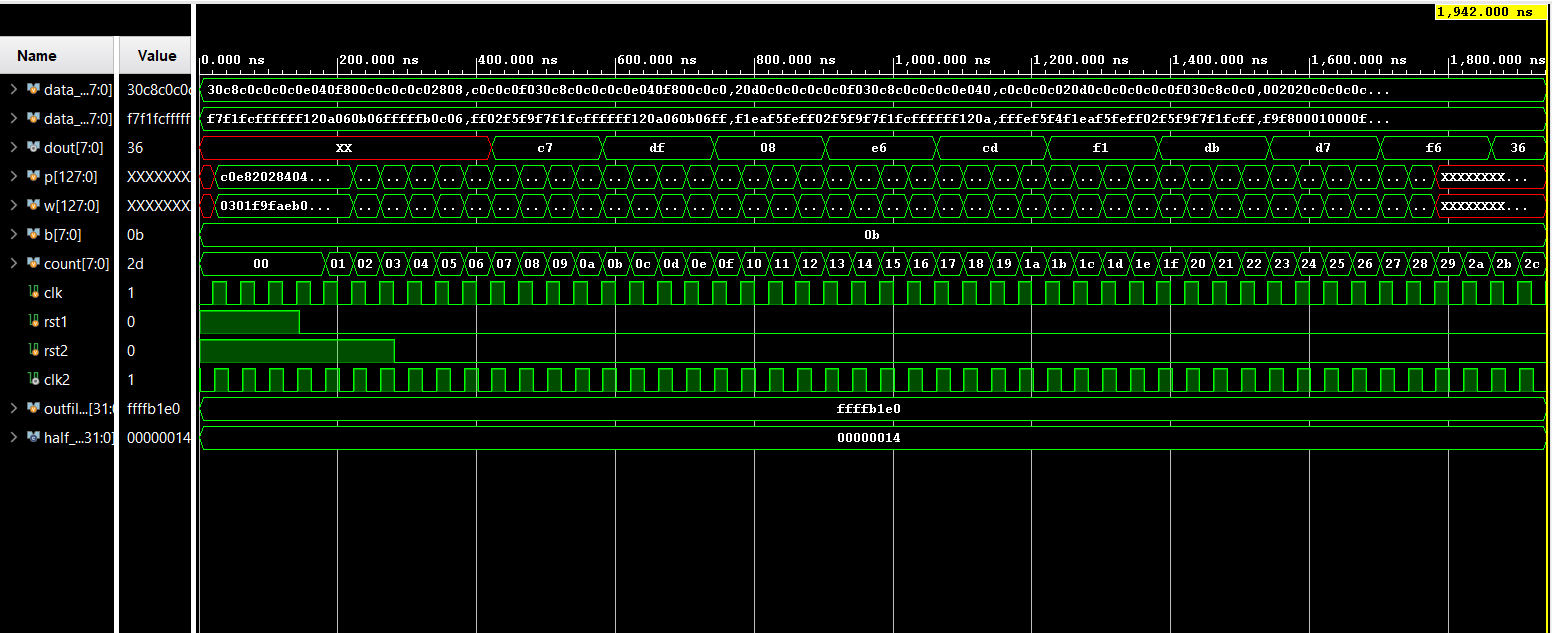 1,942.000 ns
Name Value
0.000 ns 200.000 ns 400.000 ns 600.000 ns 800.000 ns 1,000.000 ns 1,200.000 ns 1,400.000 ns 1,600.000 ns 1,800.000 ns
data_...7:0] 30c8c0c0 30c8c0c0c0c0e040f800c0c0c0c02808,c0c0c0f030c8c0c0c0c0e040f800c0c0,20d0c0c0c0c0c0f030c8c0c0c0c0e040,c0c0c0c020d0c0c0c0c0c0f030c8c0c0,002020c0c0c0c...
data_...7:0] f7f1fcfffff f7f1fcffffff120a060b06fffffb0c06,ff02f5f9f7f1fcffffff120a060b06ff,f1eaf5feff02f5f9f7f1fcffffff120a,fffef5f4f1eaf5feff02f5f9f7f1fcff,f9f800010000f...
dout[7:0] 36 XX c7 df 08 e6 cd f1 db d7 f6 36
p[127:0] XXXXXXX c0e82028404... XXXXXXXX...
w[127:0] XXXXXXX 0301f9faeb0... XXXXXXXX...
b[7:0] 0b 0b
count[7:0] 2d 00 01 02 03 04 05 06 07 08 09 0a 0b 0c 0d 0e 0f 10 11 12 13 14 15 16 17 18 19 1a 1b 1c 1d 1e 1f 20 21 22 23 24 25 26 27 28 29 2a 2b 2c
clk 1
rst1 0
rst2 0
clk2 1
outfil...[31:0 ffffb1e0 ffffb1e0
half_...31:0] 00000014 00000014